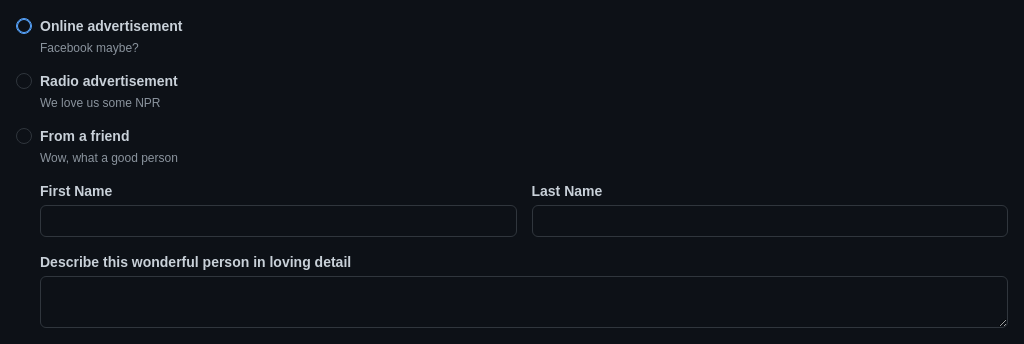 Online advertisement
Facebook maybe?
Radio advertisement
We love us some NPR
From a friend
Wow, what a good person
First Name
Last Name
Describe this wonderful person in loving detail